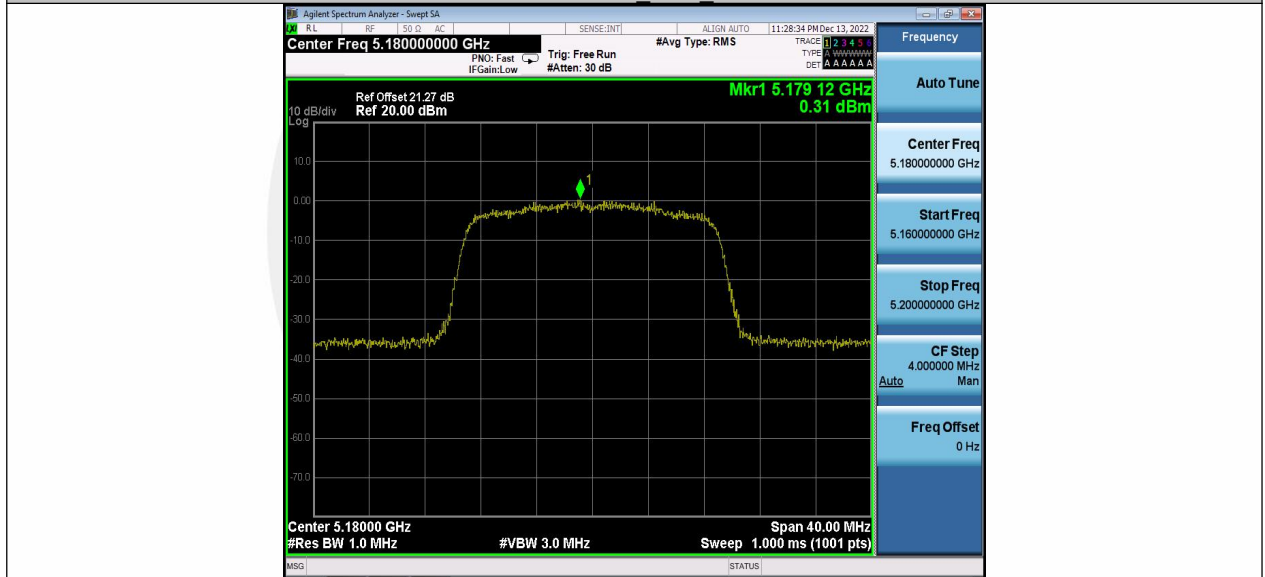 Agilent Spectrum Analyzer - Swept SA
RL RF 50 Ω AC SENSE:INT ALIGN AUTO 11:28:34 PM Dec 13, 2022
Center Freq 5.180000000 GHz #Avg Type: RMS TRACE 1 2 3 4 5 6
PNO: Fast Trig: Free Run TYPE A WWWWW
IFGain:Low #Atten: 30 dB DET A A A A A A
Mkr1 5.179 12 GHz
0.31 dBm
Ref Offset 21.27 dB
10 dB/div Ref 20.00 dBm
Log
10.0
0.00
-10.0
-20.0
-30.0
-40.0
-50.0
-60.0
-70.0
1
Center 5.18000 GHz Span 40.00 MHz
#Res BW 1.0 MHz #VBW 3.0 MHz Sweep 1.000 ms (1001 pts)
MSG STATUS
Frequency
Auto Tune
Center Freq
5.180000000 GHz
Start Freq
5.160000000 GHz
Stop Freq
5.200000000 GHz
CF Step
4.000000 MHz
Auto Man
Freq Offset
0 Hz